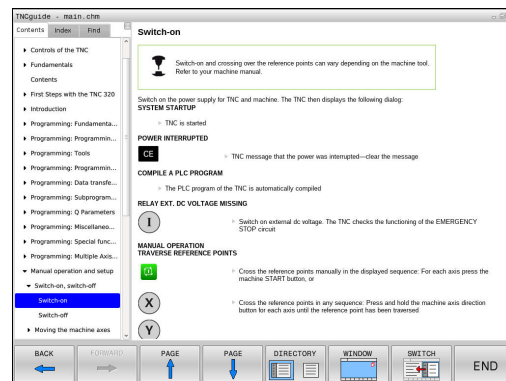 TNCguide - main.chm
Contents Index Find
Controls of the TNC
Fundamentals
Contents
First Steps with the TNC 320
Introduction
Programming: Fundamenta...
Programming: Programmin...
Programming: Tools
Programming: Programmin...
Programming: Data transfe...
Programming: Subprogram...
Programming: Q Parameters
Programming: Miscellaneo...
Programming: Special func...
Programming: Multiple Axis...
Manual operation and setup
Switch-on, switch-off
Switch-on
Switch-off
Moving the machine axes
Switch-on
Switch-on and crossing over the reference points can vary depending on the machine tool.
Refer to your machine manual.
Switch on the power supply for TNC and machine. The TNC then displays the following dialog:
SYSTEM STARTUP
TNC is started
POWER INTERRUPTED
CE
TNC message that the power was interrupted—clear the message
COMPILE A PLC PROGRAM
The PLC program of the TNC is automatically compiled
RELAY EXT. DC VOLTAGE MISSING
I
Switch on external dc voltage. The TNC checks the functioning of the EMERGENCY
STOP circuit
MANUAL OPERATION
TRAVERSE REFERENCE POINTS
Cross the reference points manually in the displayed sequence: For each axis press the
machine START button, or
X
Cross the reference points in any sequence: Press and hold the machine axis direction
button for each axis until the reference point has been traversed
Y
BACK FORWARD PAGE PAGE DIRECTORY WINDOW SWITCH END